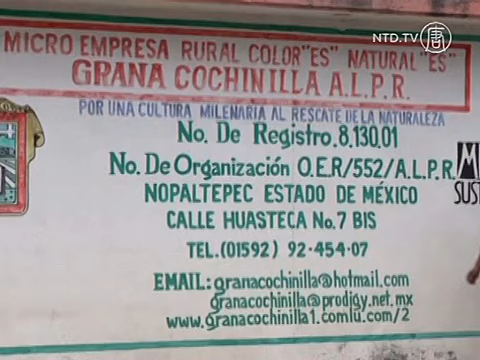 NTD.TV
MICRO EMPRESA RURAL COLOR"ES" NATURAL"ES"
GRANA COCHINILLA A.L.P.R.
POR UNA CULTURA MILENARIA AL RESCATE DE LA NATURALEZA
No. De Registro.8,130,01
No. De Organización O.E.R/552/A.L.P.R.
NOPALTEPEC ESTADO DE MÉXICO
CALLE HUASTECA No.7 BIS
TEL.(01592) 92-454-07
EMAIL: granacochinilla@hotmail.com
granacochinilla@prodigy.net.mx
www.granacochinilla1.comlu.com/2